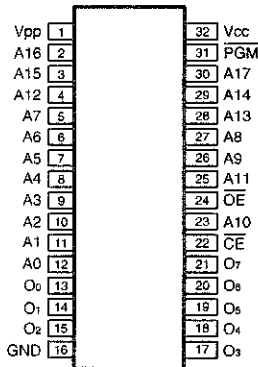 Vpp 1 32 Vcc
A16 2 31 PGM
A15 3 30 A17
A12 4 29 A14
A7 5 28 A13
A6 6 27 A8
A5 7 26 A9
A4 8 25 A11
A3 9 24 OE
A2 10 23 A10
A1 11 22 CE
A0 12 21 O7
O0 13 20 O6
O1 14 19 O5
O2 15 18 O4
GND 16 17 O3